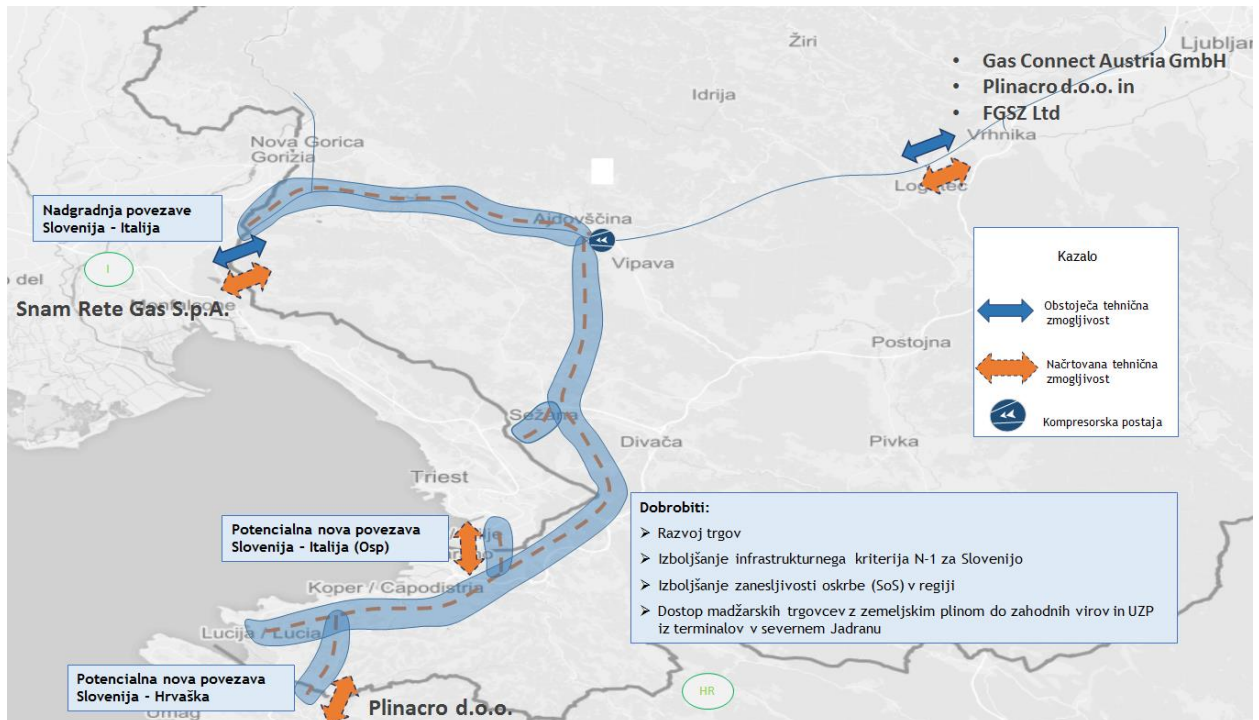 Žiri
Ljubljan
• Gas Connect Austria GmbH
• Plinacro d.o.o. in
• FGSZ Ltd
Idrija
Vrhnika
Nova Gorica
Gorizia
Logatec
Nadgradnja povezave
Slovenija - Italija
Ajdovščina
Vipava
o del
I
Monfalcone
Snam Rete Gas S.p.A.
Kazalo
Obstoječa tehnična
zmogljivost
Načrtovana tehnična
zmogljivost
Kompresorska postaja
Postojna
Sežana
Divača
Pivka
Triest
Potencialna nova povezava
Slovenija - Italija (Osp)
Dobrobiti:
➢ Razvoj trgov
➢ Izboljšanje infrastrukturnega kriterija N-1 za Slovenijo
➢ Izboljšanje zanesljivosti oskrbe (SoS) v regiji
➢ Dostop madžarskih trgovcev z zemeljskim plinom do zahodnih virov in UZP
iz terminalov v severnem Jadranu
Koper / Capodistria
Lucija / Lucia
Potencialna nova povezava
Slovenija - Hrvaška
HR
Plinacro d.o.o.
Umag